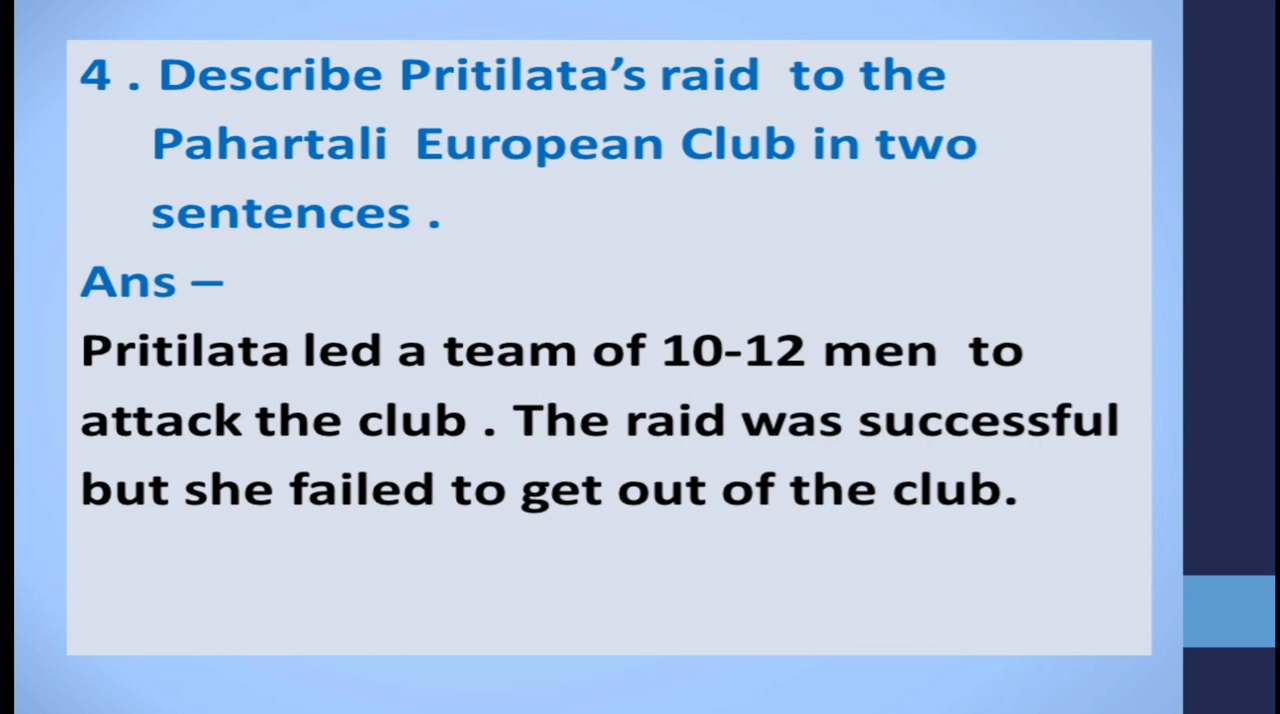 4 . Describe Pritilata’s raid to the
Pahartali European Club in two
sentences .
Ans –
Pritilata led a team of 10-12 men to
attack the club . The raid was successful
but she failed to get out of the club.